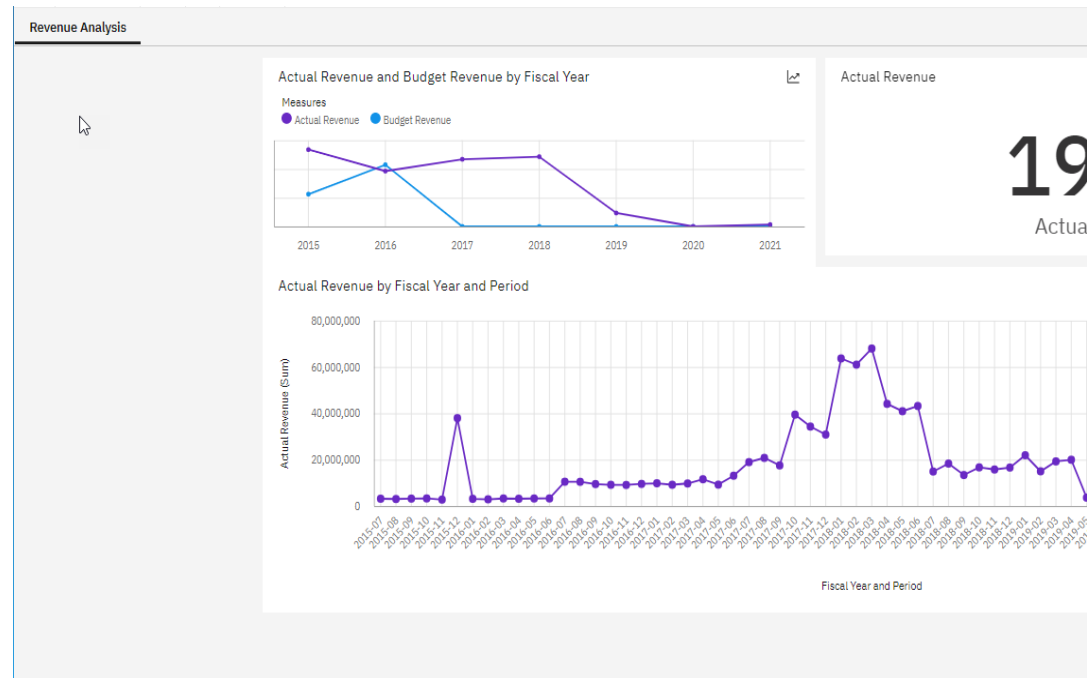 Revenue Analysis
Actual Revenue and Budget Revenue by Fiscal Year
Measures
Actual Revenue Budget Revenue
2015 2016 2017 2018 2019 2020 2021
Actual Revenue
19
Actua
Actual Revenue by Fiscal Year and Period
Actual Revenue (Sum)
80,000,000
60,000,000
40,000,000
20,000,000
0
2015-07 2015-08 2015-09 2015-10 2015-11 2015-12 2016-01 2016-02 2016-03 2016-04 2016-05 2016-06 2016-07 2016-08 2016-09 2016-10 2016-11 2016-12 2017-01 2017-02 2017-03 2017-04 2017-05 2017-06 2017-07 2017-08 2017-09 2017-10 2017-11 2017-12 2018-01 2018-02 2018-03 2018-04 2018-05 2018-06 2018-07 2018-08 2018-09 2018-10 2018-11 2018-12 2019-01 2019-02 2019-03 2019-04 2019-05
Fiscal Year and Period